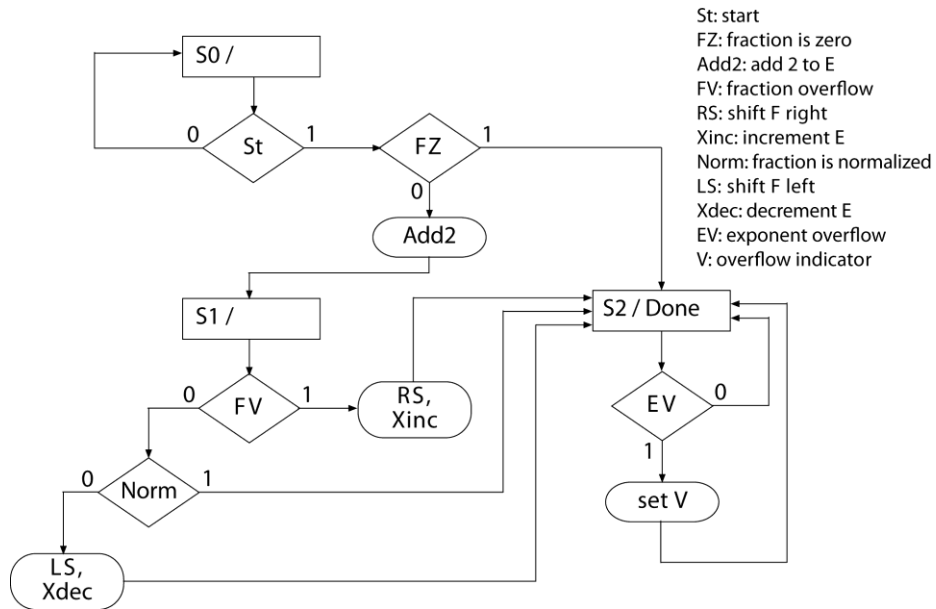 St: start
FZ: fraction is zero
Add2: add 2 to E
FV: fraction overflow
RS: shift F right
Xinc: increment E
Norm: fraction is normalized
LS: shift F left
Xdec: decrement E
EV: exponent overflow
V: overflow indicator
S0 /
0
St
1
FZ
1
0
Add2
S1 /
S2 / Done
0
FV
1
RS,
Xinc
EV
0
1
0
Norm
1
set V
LS,
Xdec